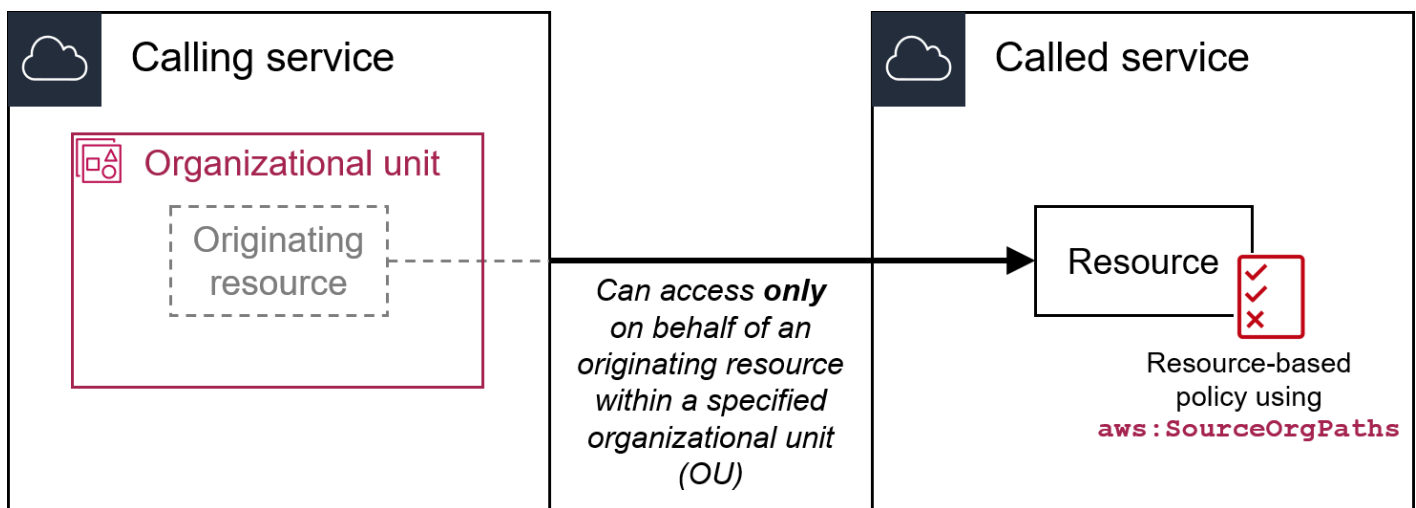 Calling service
Organizational unit
Originating
resource
Can access only
on behalf of an
originating resource
within a specified
organizational unit
(OU)
Called service
Resource
Resource-based
policy using
aws:SourceOrgPaths